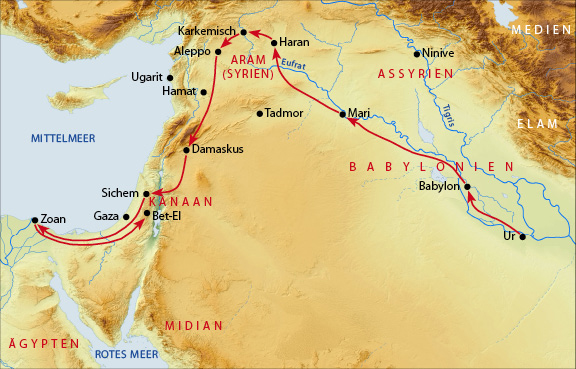 MEDIEN
Karkemisch
Haran
Aleppo
Ninive
ARAM
(SYRIEN)
Eufrat
ASSYRIEN
Ugarit
Hamat
Tadmor
Mari
Tigris
ELAM
MITTELMEER
Damaskus
BABYLONIEN
Babylon
Sichem
KANAAN
Zoan
Gaza
Bet-El
Ur
MIDIAN
ÄGYPTEN
ROTES MEER